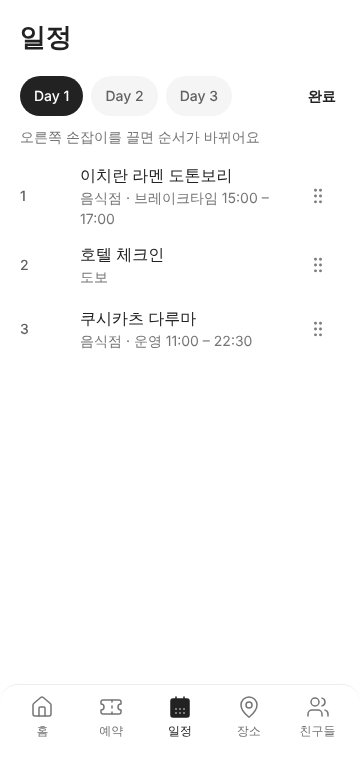 일정
Day 1
Day 2
Day 3
완료
오른쪽 손잡이를 끌면 순서가 바뀌어요
1
이치란 라멘 도톤보리
음식점 · 브레이크타임 15:00 –
17:00
2
호텔 체크인
도보
3
쿠시카츠 다루마
음식점 · 운영 11:00 – 22:30
홈
예약
일정
장소
친구들